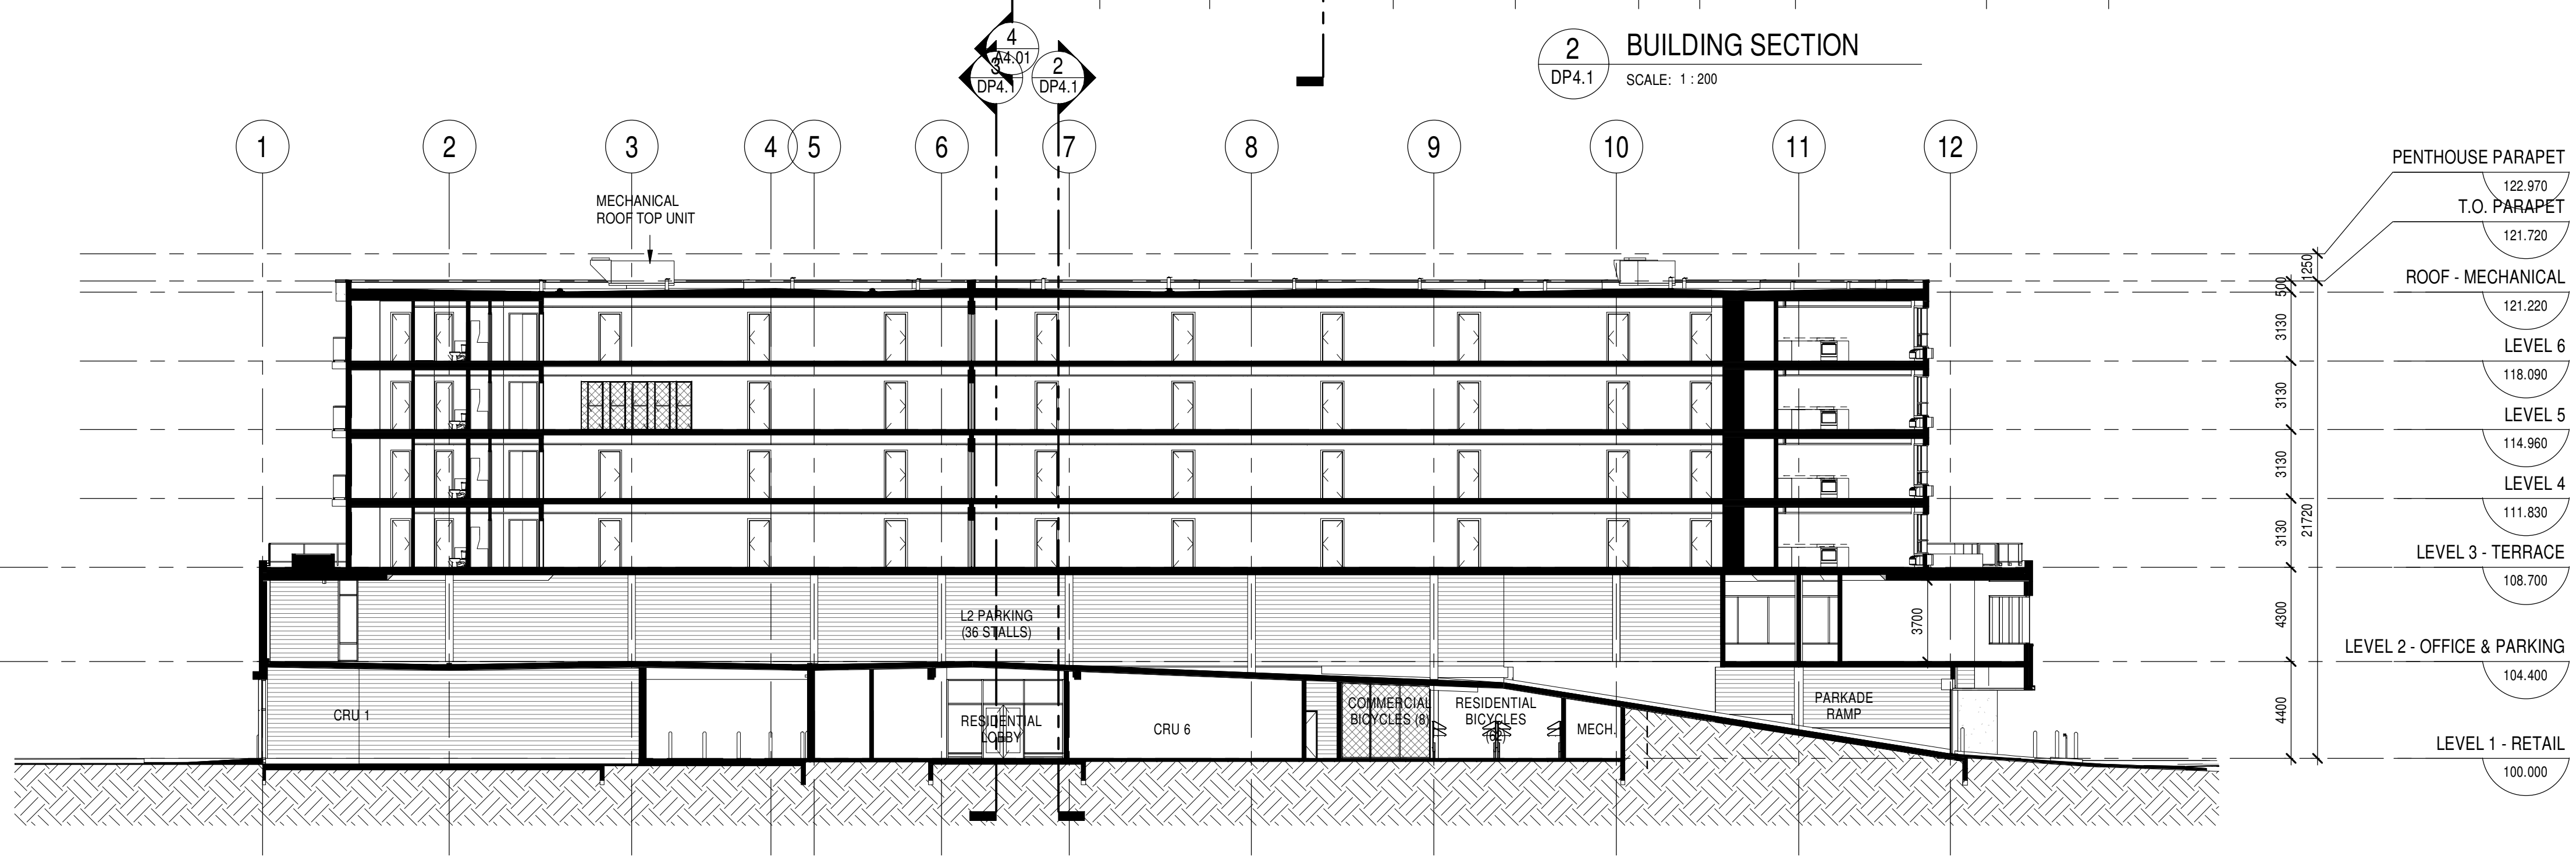 4
A4.01
3
DP4.1
2
DP4.1
2
DP4.1
BUILDING SECTION
SCALE: 1 : 200
1
2
3
4
5
6
7
8
9
10
11
12
MECHANICAL
ROOF TOP UNIT
PENTHOUSE PARAPET
122.970
T.O. PARAPET
121.720
ROOF - MECHANICAL
121.220
LEVEL 6
118.090
LEVEL 5
114.960
LEVEL 4
111.830
LEVEL 3 - TERRACE
108.700
LEVEL 2 - OFFICE & PARKING
104.400
LEVEL 1 - RETAIL
100.000
1250
500
3130
3130
3130
3130
21720
4300
4400
3700
L2 PARKING
(36 STALLS)
CRU 1
RESIDENTIAL
LOBBY
CRU 6
COMMERCIAL
BICYCLES (8)
RESIDENTIAL
BICYCLES
(62)
MECH.
PARKADE
RAMP